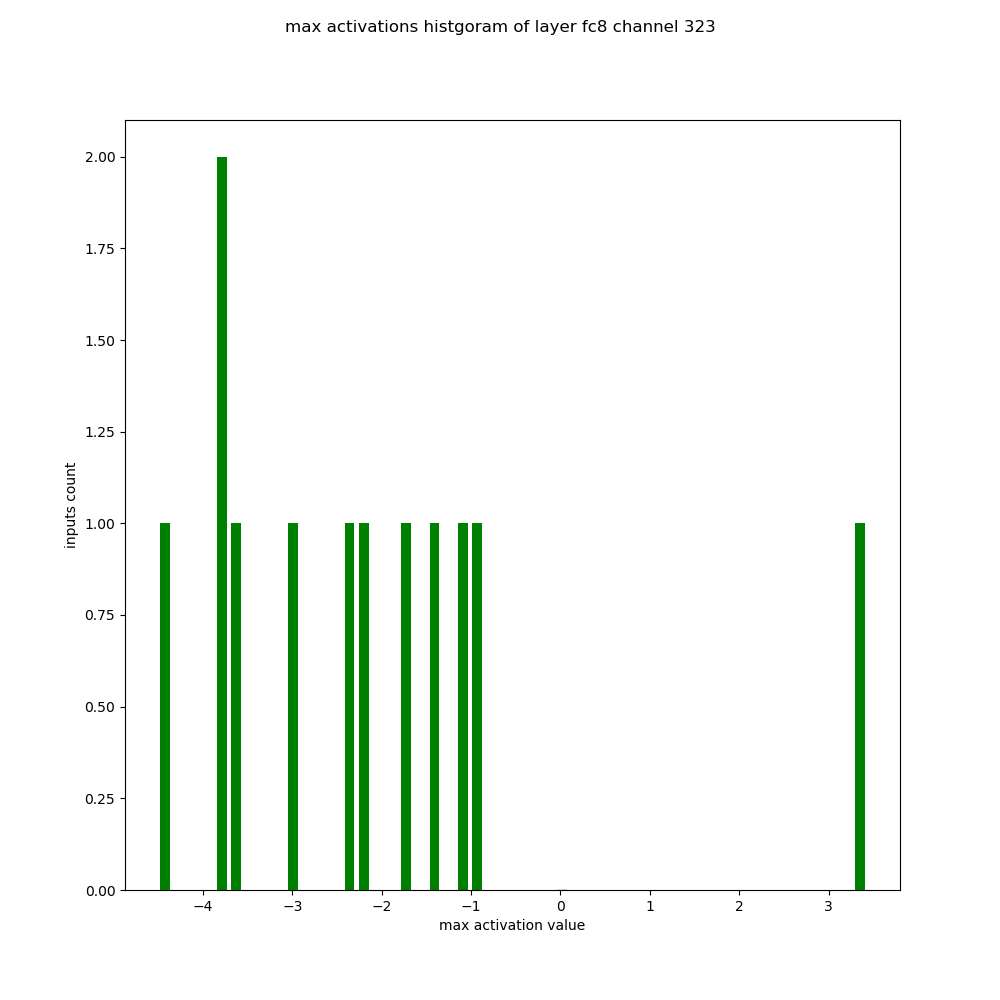 max activations histgoram of layer fc8 channel 323
2.00
1.75
1.50
1.25
1.00
0.75
0.50
0.25
0.00
inputs count
−4 −3 −2 −1 0 1 2 3
max activation value